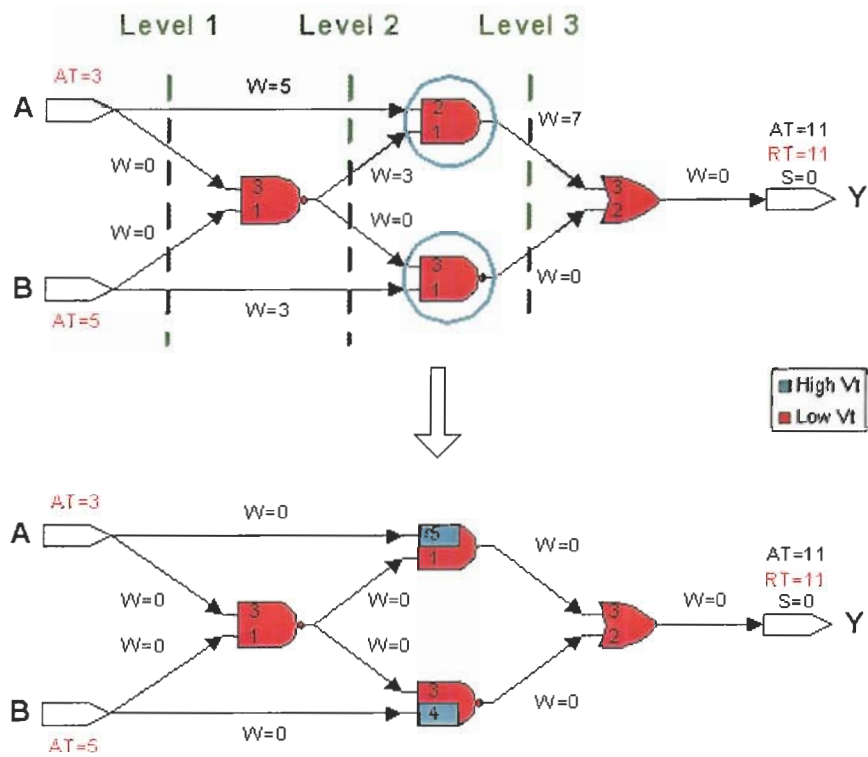 Level 1 Level 2 Level 3
AT=3
A
W=5
2
1
W=7
AT=11
RT=11
S=0
W=0
3
1
W=3
W=0
3
2
W=0
Y
W=0
3
1
W=0
B
AT=5
W=3
High Vt
Low Vt
AT=3
A
W=0
5
1
W=0
AT=11
RT=11
S=0
W=0
3
1
W=0
3
2
W=0
Y
W=0
W=0
3
4
W=0
B
AT=5
W=0